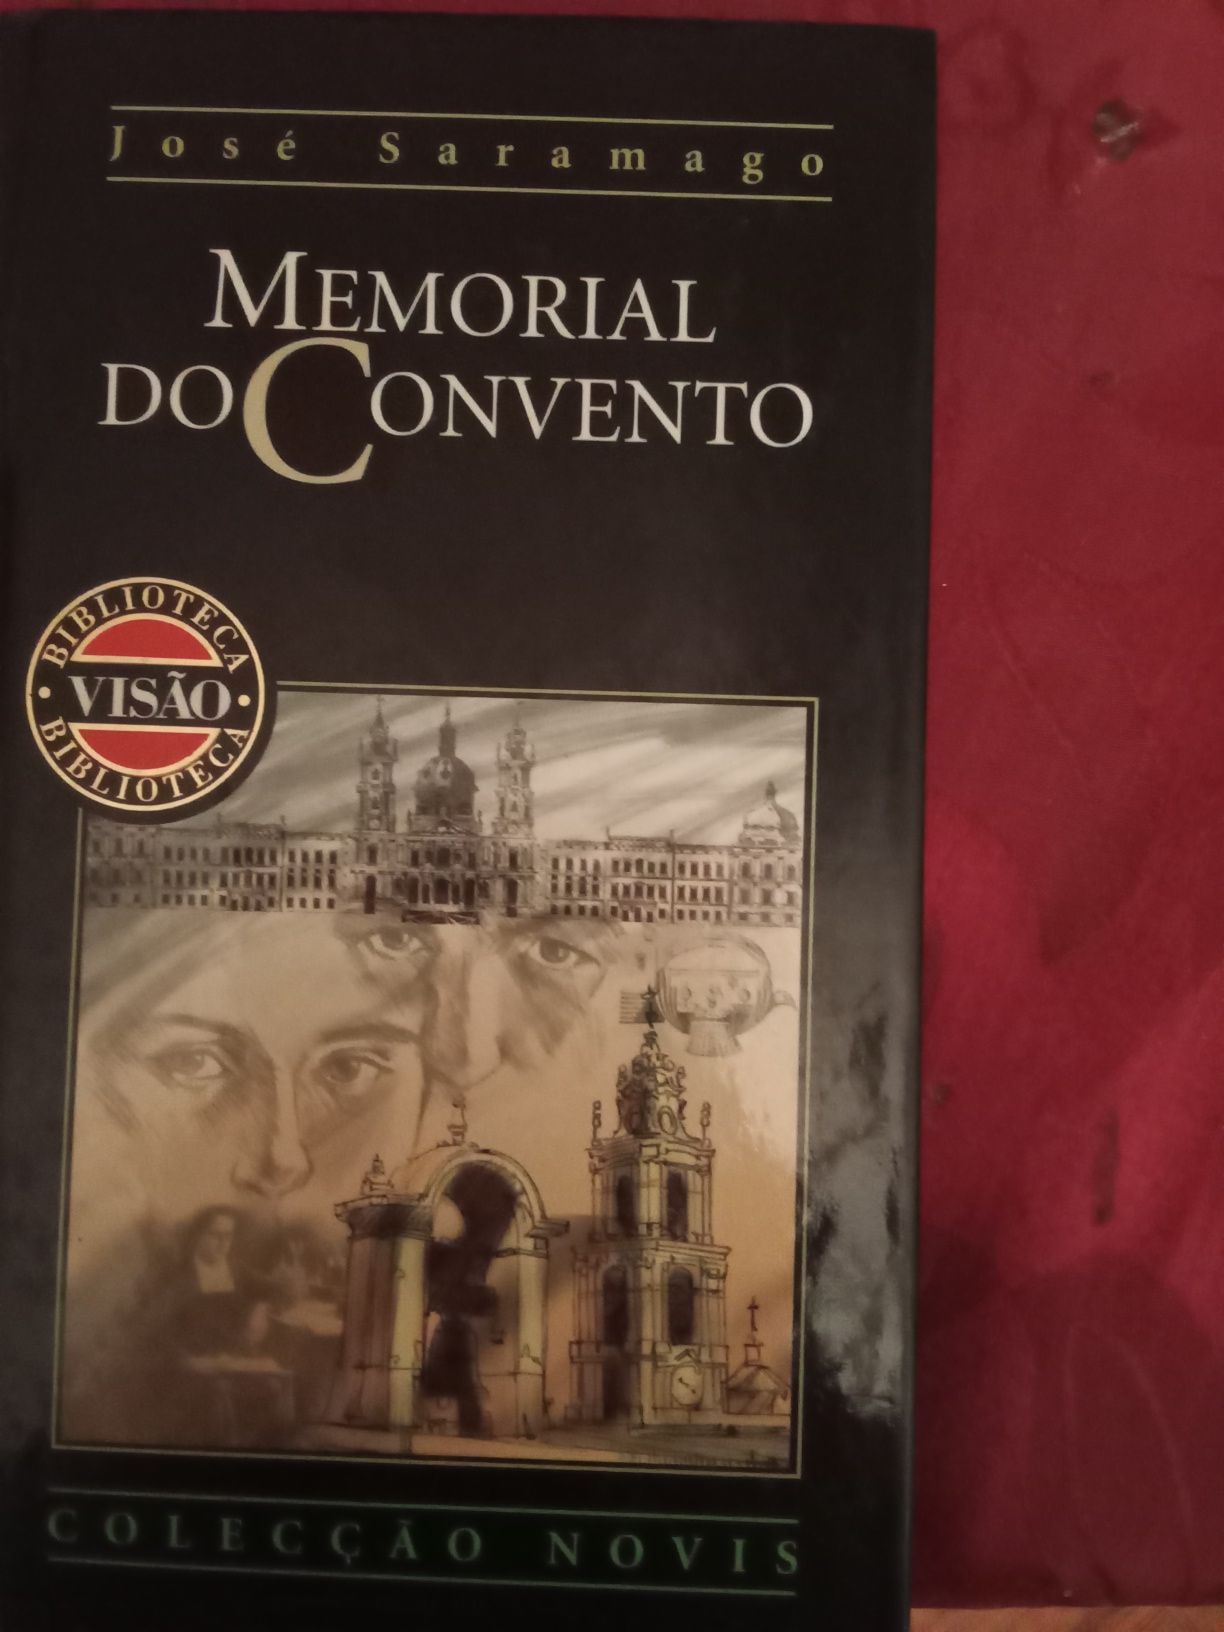 José Saramago
MEMORIAL
DO CONVENTO
BIBLIOTECA
VISÃO
BIBLIOTECA
COLECÇÃO NOVIS